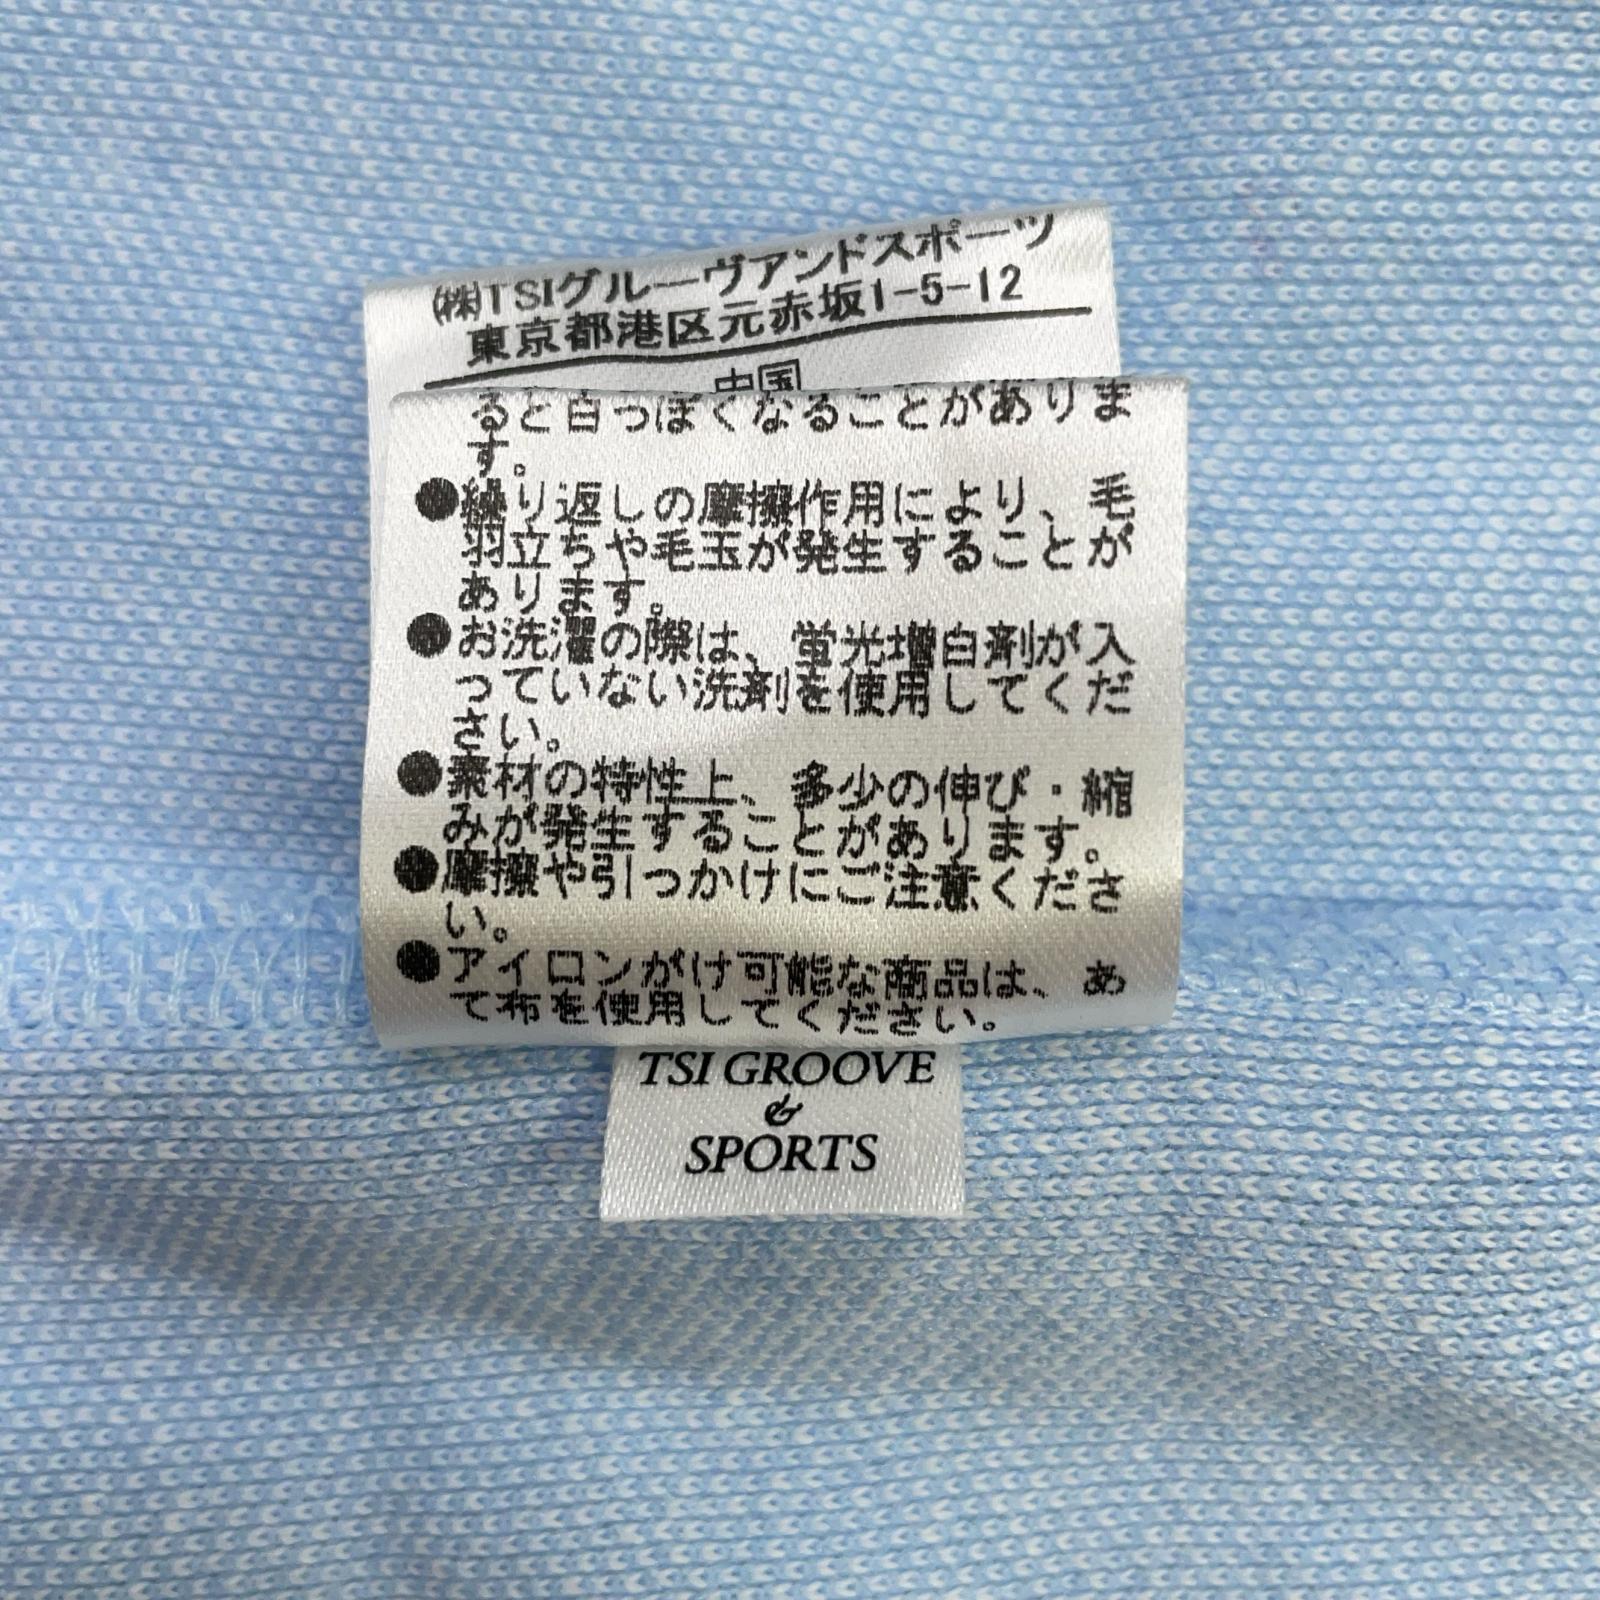 (株)TSIグルーヴアンドスポーツ
東京都港区元赤坂1-5-12
中国
ると白っぽくなることがありま
す。
●繰り返しの摩擦作用により、毛
羽立ちや毛玉が発生することが
あります。
●お洗濯の際は、蛍光増白剤が入
っていない洗剤を使用してくだ
さい。
●素材の特性上、多少の伸び・縮
みが発生することがあります。
●摩擦や引っかけにご注意くださ
い。
●アイロンがけ可能な商品は、あ
て布を使用してください。
TSI GROOVE
&
SPORTS